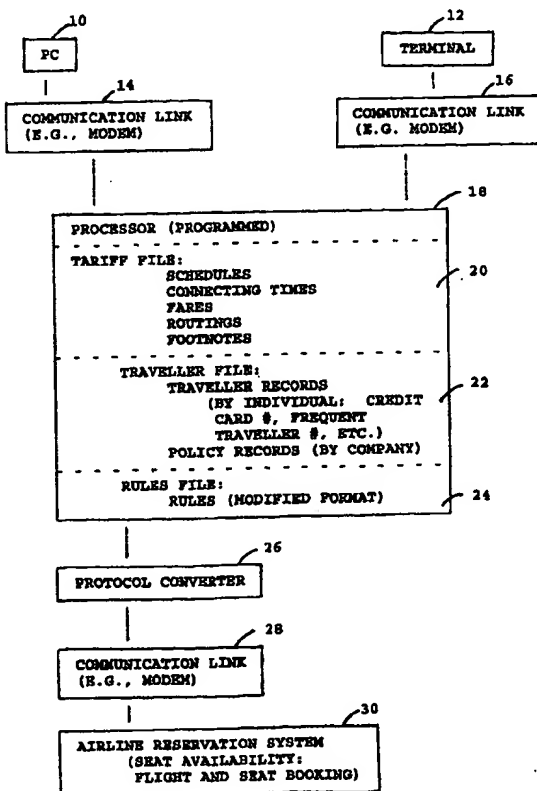 10
PC
12
TERMINAL
14
COMMUNICATION LINK
(E.G., MODEM)
16
COMMUNICATION LINK
(E.G. MODEM)
18
PROCESSOR (PROGRAMMED)
TARIFF FILE:
SCHEDULES
20
CONNECTING TIMES
FARES
ROUTINGS
FOOTNOTES
TRAVELLER FILE:
TRAVELLER RECORDS
22
(BY INDIVIDUAL: CREDIT
CARD #, FREQUENT
TRAVELLER #, ETC.)
POLICY RECORDS (BY COMPANY)
RULES FILE:
RULES (MODIFIED FORMAT)
24
26
PROTOCOL CONVERTER
28
COMMUNICATION LINK
(E.G., MODEM)
30
AIRLINE RESERVATION SYSTEM
(SEAT AVAILABILITY:
FLIGHT AND SEAT BOOKING)